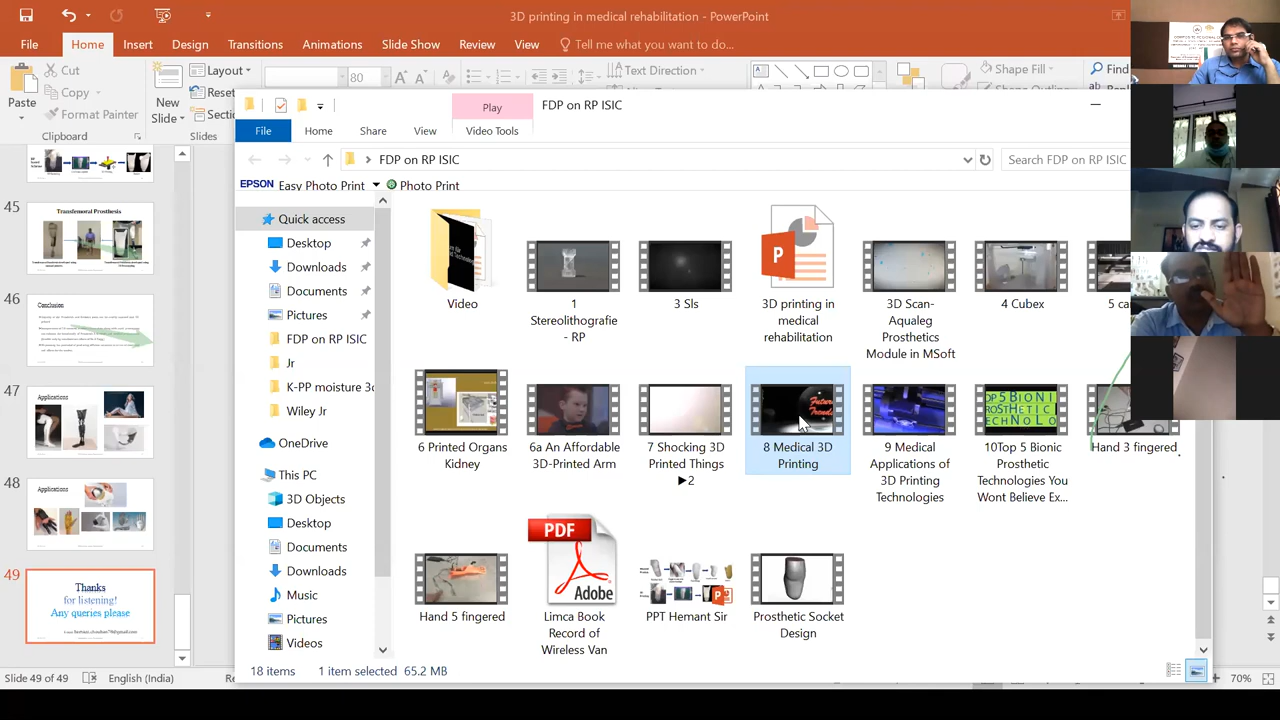 3D printing in medical rehabilitation - PowerPoint
File Home Insert Design Transitions Animations Slide Show Review View Tell me what you want to do...
Cut
Copy
Format Painter
Paste
Clipboard
New
Slide
Layout
Reset
Slides
80
Text Direction
Shape Fill
Find
Play
FDP on RP ISIC
File Home Share View Video Tools
FDP on RP ISIC
Search FDP on RP ISIC
EPSON Easy Photo Print Photo Print
Quick access
Desktop
Downloads
Documents
Pictures
FDP on RP ISIC
Jr
Wiley Jr
OneDrive
This PC
3D Objects
Desktop
Documents
Downloads
Music
Pictures
Videos
Video
1
Stereolithografie
- RP
3 Sls
3D printing in
medical
rehabilitation
3D Scan-
Aqualeg
Prosthetics
Module in MSoft
4 Cubex
6 Printed Organs
Kidney
6a An Affordable
3D-Printed Arm
7 Shocking 3D
Printed Things
▶2
8 Medical 3D
Printing
9 Medical
Applications of
3D Printing
Technologies
10Top 5 Bionic
Prosthetic
Technologies You
Wont Believe Ex...
Hand 3 fingered
Hand 5 fingered
PDF
Adobe
Limca Book
Record of
Wireless Van
PPT Hemant Sir
Prosthetic Socket
Design
18 items 1 item selected 65.2 MB
45
Transfemoral Prosthesis
46
Conclusion
47
Applications
48
Applications
49
Thanks
for listening!
Any queries please
Slide 49 of 49 English (India)
70%